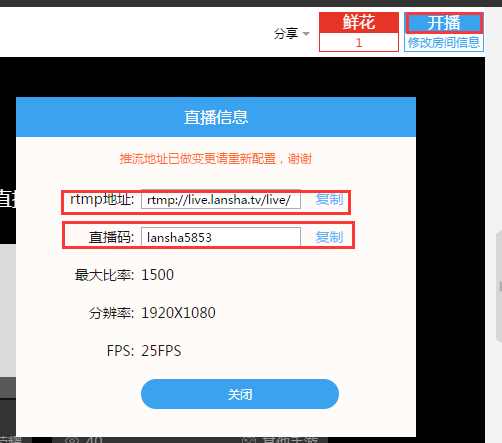 分享
鲜花
1
开播
修改房间信息
直播信息
推流地址已做变更请重新配置，谢谢
直播
rtmp地址: rtmp://live.lansha.tv/live/ 复制
直播码: lansha5853 复制
最大比率: 1500
分辨率: 1920X1080
FPS: 25FPS
关闭
40